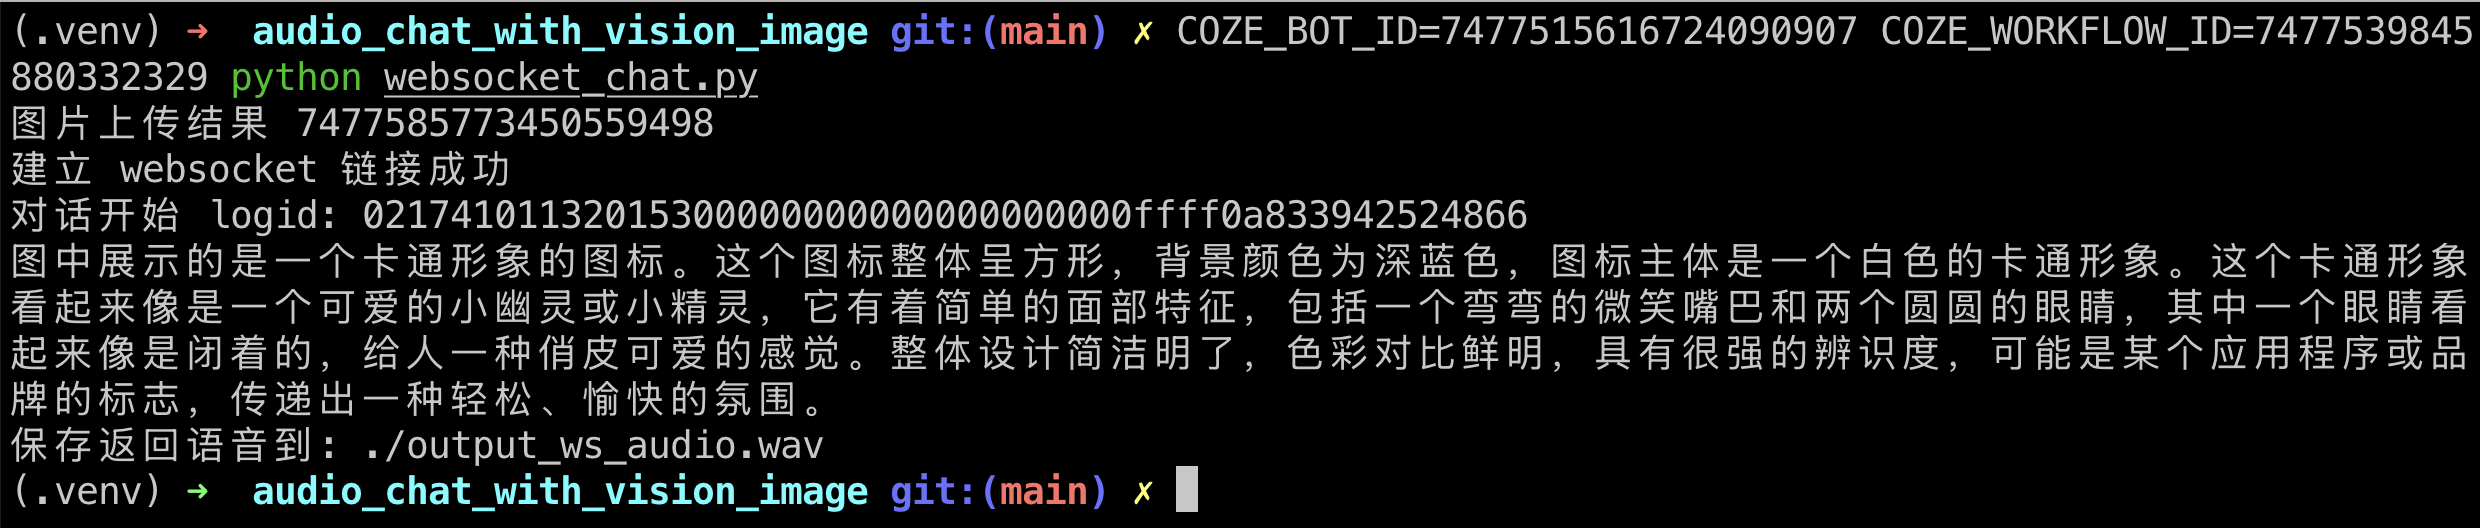 (.venv) ➜  audio_chat_with_vision_image git:(main) ✗ COZE_BOT_ID=7477515616724090907 COZE_WORKFLOW_ID=7477539845
880332329 python websocket_chat.py
图片上传结果 7477585773450559498
建立 websocket 链接成功
对话开始 logid: 021741011320153000000000000000000000ffff0a833942524866
图中展示的是一个卡通形象的图标。这个图标整体呈方形，背景颜色为深蓝色，图标主体是一个白色的卡通形象。这个卡通形象
看起来像是一个可爱的小幽灵或小精灵，它有着简单的面部特征，包括一个弯弯的微笑嘴巴和两个圆圆的眼睛，其中一个眼睛看
起来像是闭着的，给人一种俏皮可爱的感觉。整体设计简洁明了，色彩对比鲜明，具有很强的辨识度，可能是某个应用程序或品
牌的标志，传递出一种轻松、愉快的氛围。
保存返回语音到: ./output_ws_audio.wav
(.venv) ➜  audio_chat_with_vision_image git:(main) ✗